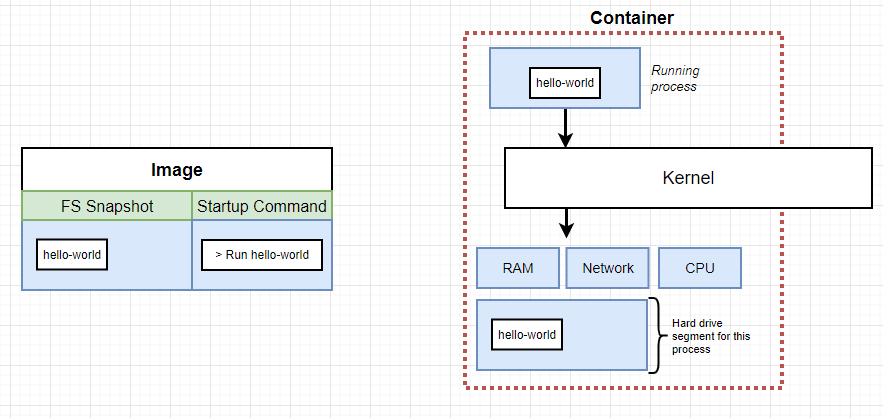 Image
FS Snapshot
Startup Command
hello-world
> Run hello-world
Container
hello-world
Running
process
Kernel
RAM
Network
CPU
hello-world
Hard drive
segment for this
process